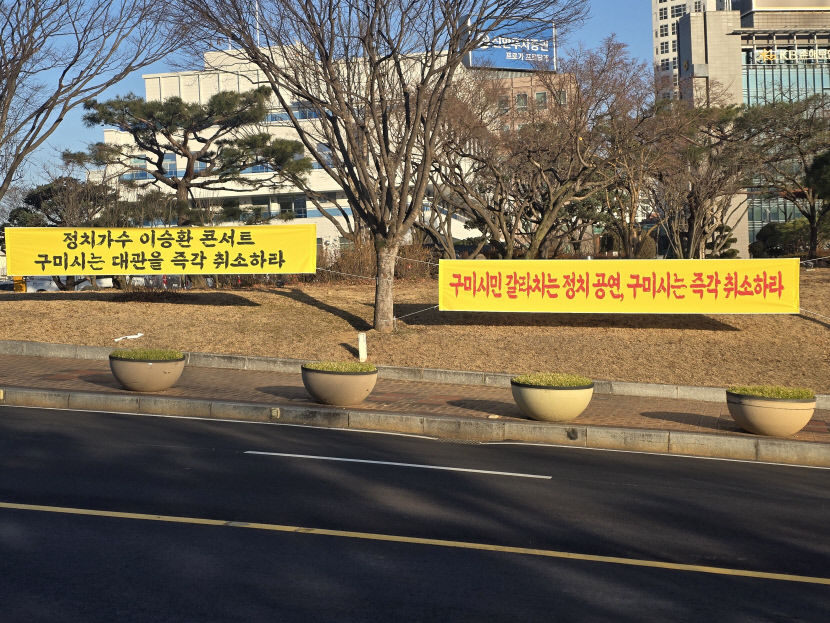 정치가수 이승환 콘서트
구미시는 대관을 즉각 취소하라
구미시민 갈라치는 정치 공연, 구미시는 즉각 취소하라